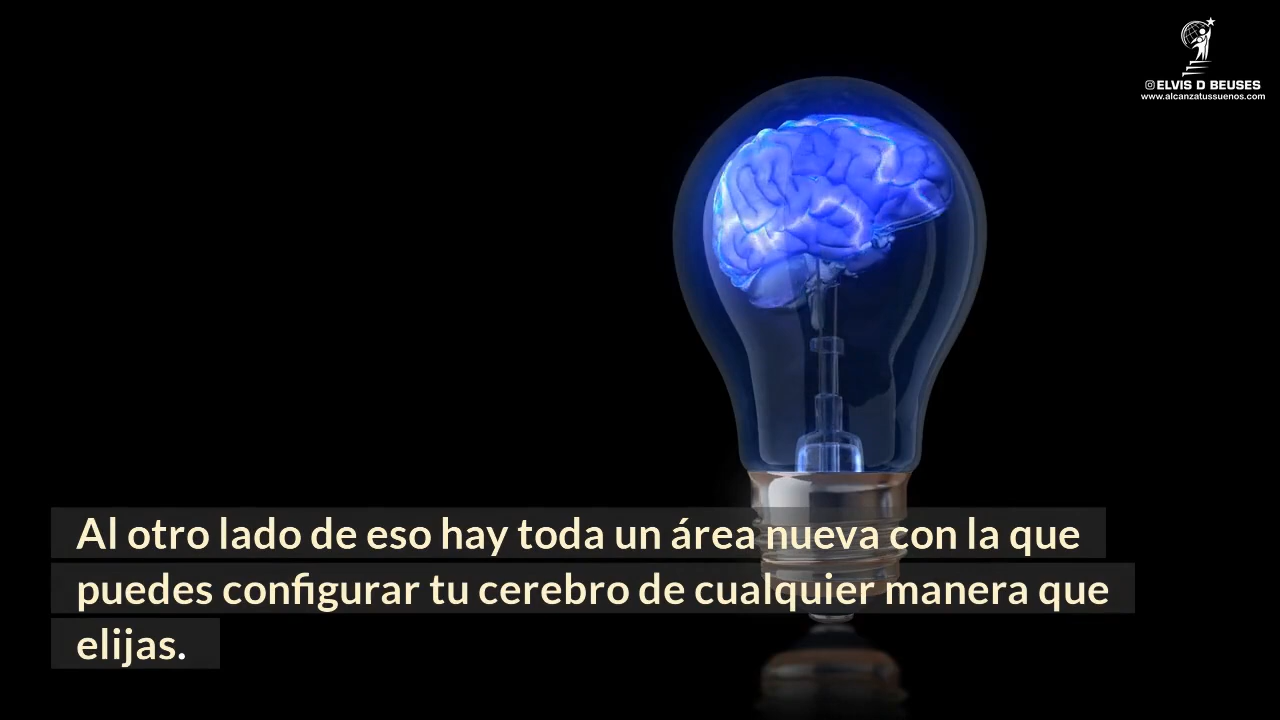 ELVIS D BEUSES
www.alcanzatussuenos.com
Al otro lado de eso hay toda un área nueva con la que
puedes configurar tu cerebro de cualquier manera que
elijas.